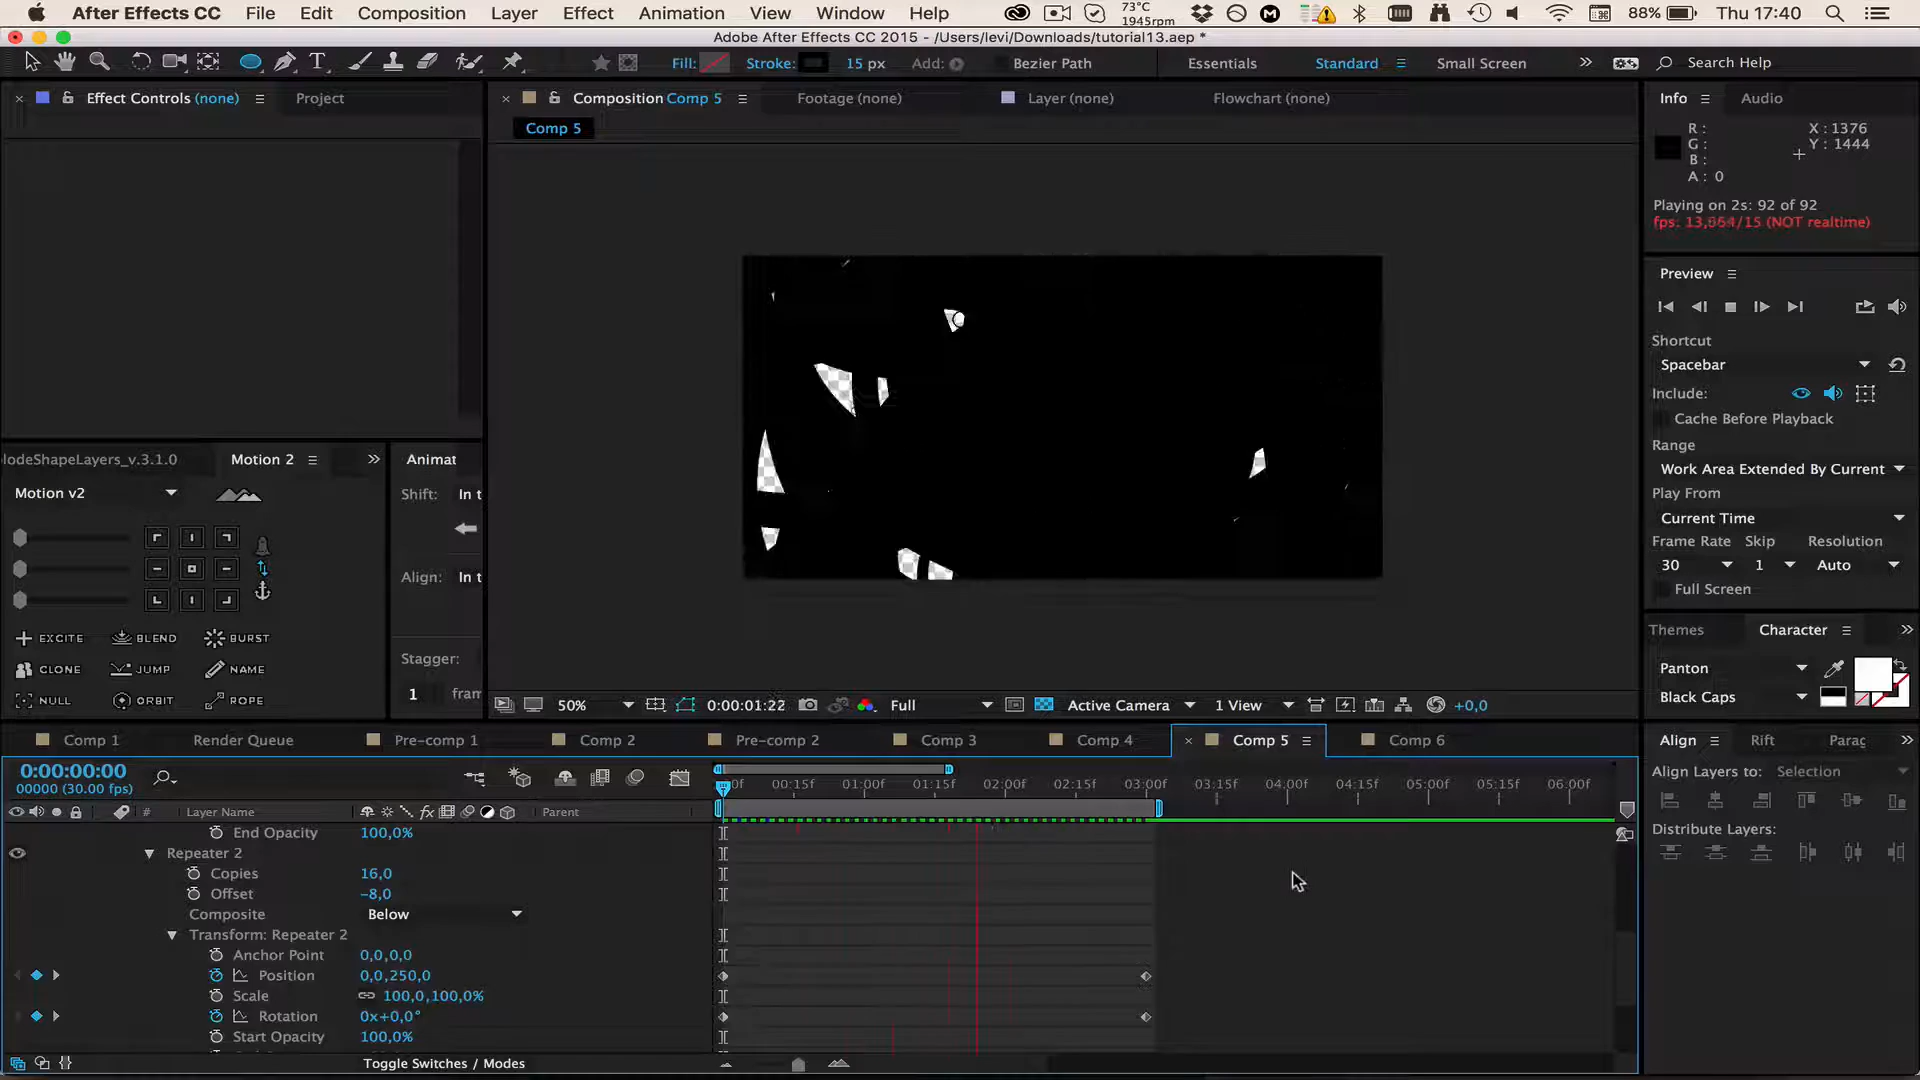 After Effects CC File Edit Composition Layer Effect Animation View Window Help 73°C 1945rpm 88% Thu 17:40
Adobe After Effects CC 2015 - /Users/levi/Downloads/tutorial13.aep *
Fill: Stroke: 15 px Add: Bezier Path Essentials Standard Small Screen Search Help
Effect Controls (none) Project
Composition Comp 5 Footage (none) Layer (none) Flowchart (none)
Comp 5
Info Audio
R: X : 1376
G: Y : 1444
B:
A: 0
Playing on 2s: 92 of 92
fps: /15 (NOT realtime)
Preview
Shortcut
Spacebar
Include:
Cache Before Playback
Range
Work Area Extended By Current
Play From
Current Time
Frame Rate Skip Resolution
30 1 Auto
Full Screen
lodeShapeLayers_v.3.1.0 Motion 2 Animat
Motion v2
Shift: In t
Align: In t
EXCITE BLEND BURST
CLONE JUMP NAME
NULL ORBIT ROPE
Stagger:
1 fram
Themes Character
Panton
Black Caps
50% 0:00:01:22 Full Active Camera 1 View +0,0
Comp 1 Render Queue Pre-comp 1 Comp 2 Pre-comp 2 Comp 3 Comp 4 Comp 5 Comp 6
Align Rift Parag
Align Layers to: Selection
Distribute Layers:
0:00:00:00
00000 (30.00 fps)
0f 00:15f 01:00f 01:15f 02:00f 02:15f 03:00f 03:15f 04:00f 04:15f 05:00f 05:15f 06:00f
# Layer Name fx Parent
End Opacity 100,0%
Repeater 2
Copies 16,0
Offset -8,0
Composite Below
Transform: Repeater 2
Anchor Point 0,0,0,0
Position 0,0,250,0
Scale 100,0,100,0%
Rotation 0x+0,0°
Start Opacity 100,0%
Toggle Switches / Modes